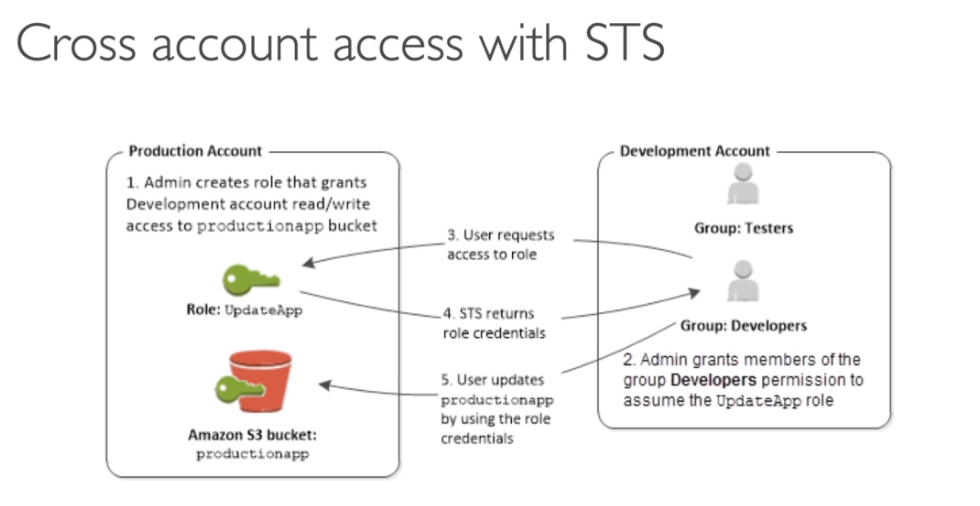 Cross account access with STS
Production Account
1. Admin creates role that grants
Development account read/write
access to productionapp bucket
Role: UpdateApp
Amazon S3 bucket:
productionapp
3. User requests
access to role
4. STS returns
role credentials
5. User updates
productionapp
by using the role
credentials
Development Account
Group: Testers
Group: Developers
2. Admin grants members of the
group Developers permission to
assume the UpdateApp role